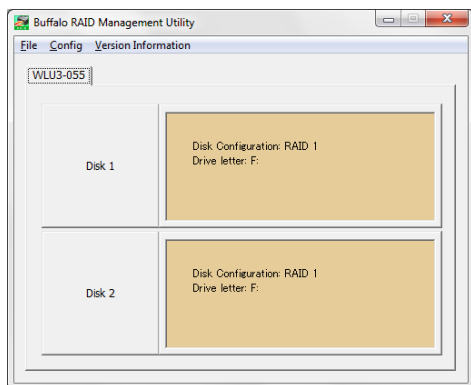 Buffalo RAID Management Utility
File Config Version Information
WLU3-055
Disk 1
Disk Configuration: RAID 1
Drive letter: F:
Disk 2
Disk Configuration: RAID 1
Drive letter: F: